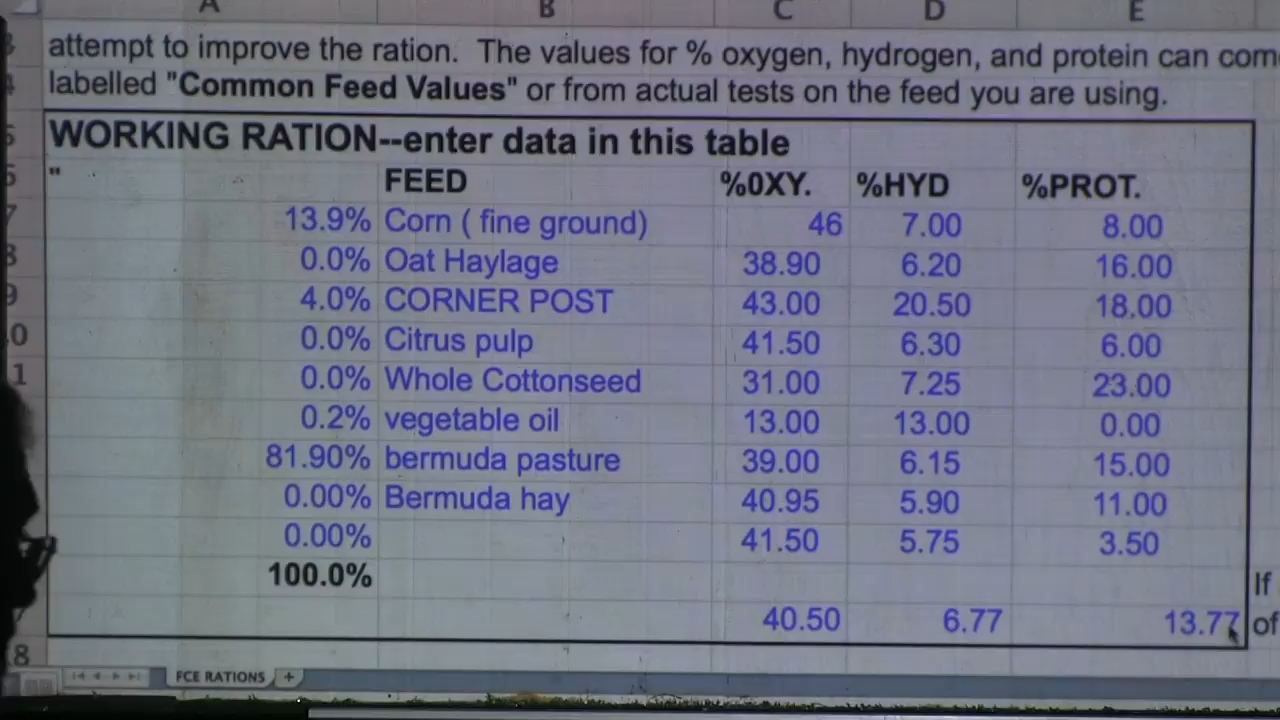 A B C D E
attempt to improve the ration. The values for % oxygen, hydrogen, and protein can com
labelled "Common Feed Values" or from actual tests on the feed you are using.
WORKING RATION--enter data in this table
" FEED %0XY. %HYD %PROT.
13.9% Corn ( fine ground) 46 7.00 8.00
0.0% Oat Haylage 38.90 6.20 16.00
4.0% CORNER POST 43.00 20.50 18.00
0.0% Citrus pulp 41.50 6.30 6.00
0.0% Whole Cottonseed 31.00 7.25 23.00
0.2% vegetable oil 13.00 13.00 0.00
81.90% bermuda pasture 39.00 6.15 15.00
0.00% Bermuda hay 40.95 5.90 11.00
0.00% 41.50 5.75 3.50
100.0% If
40.50 6.77 13.77 of
8
FCE RATIONS +